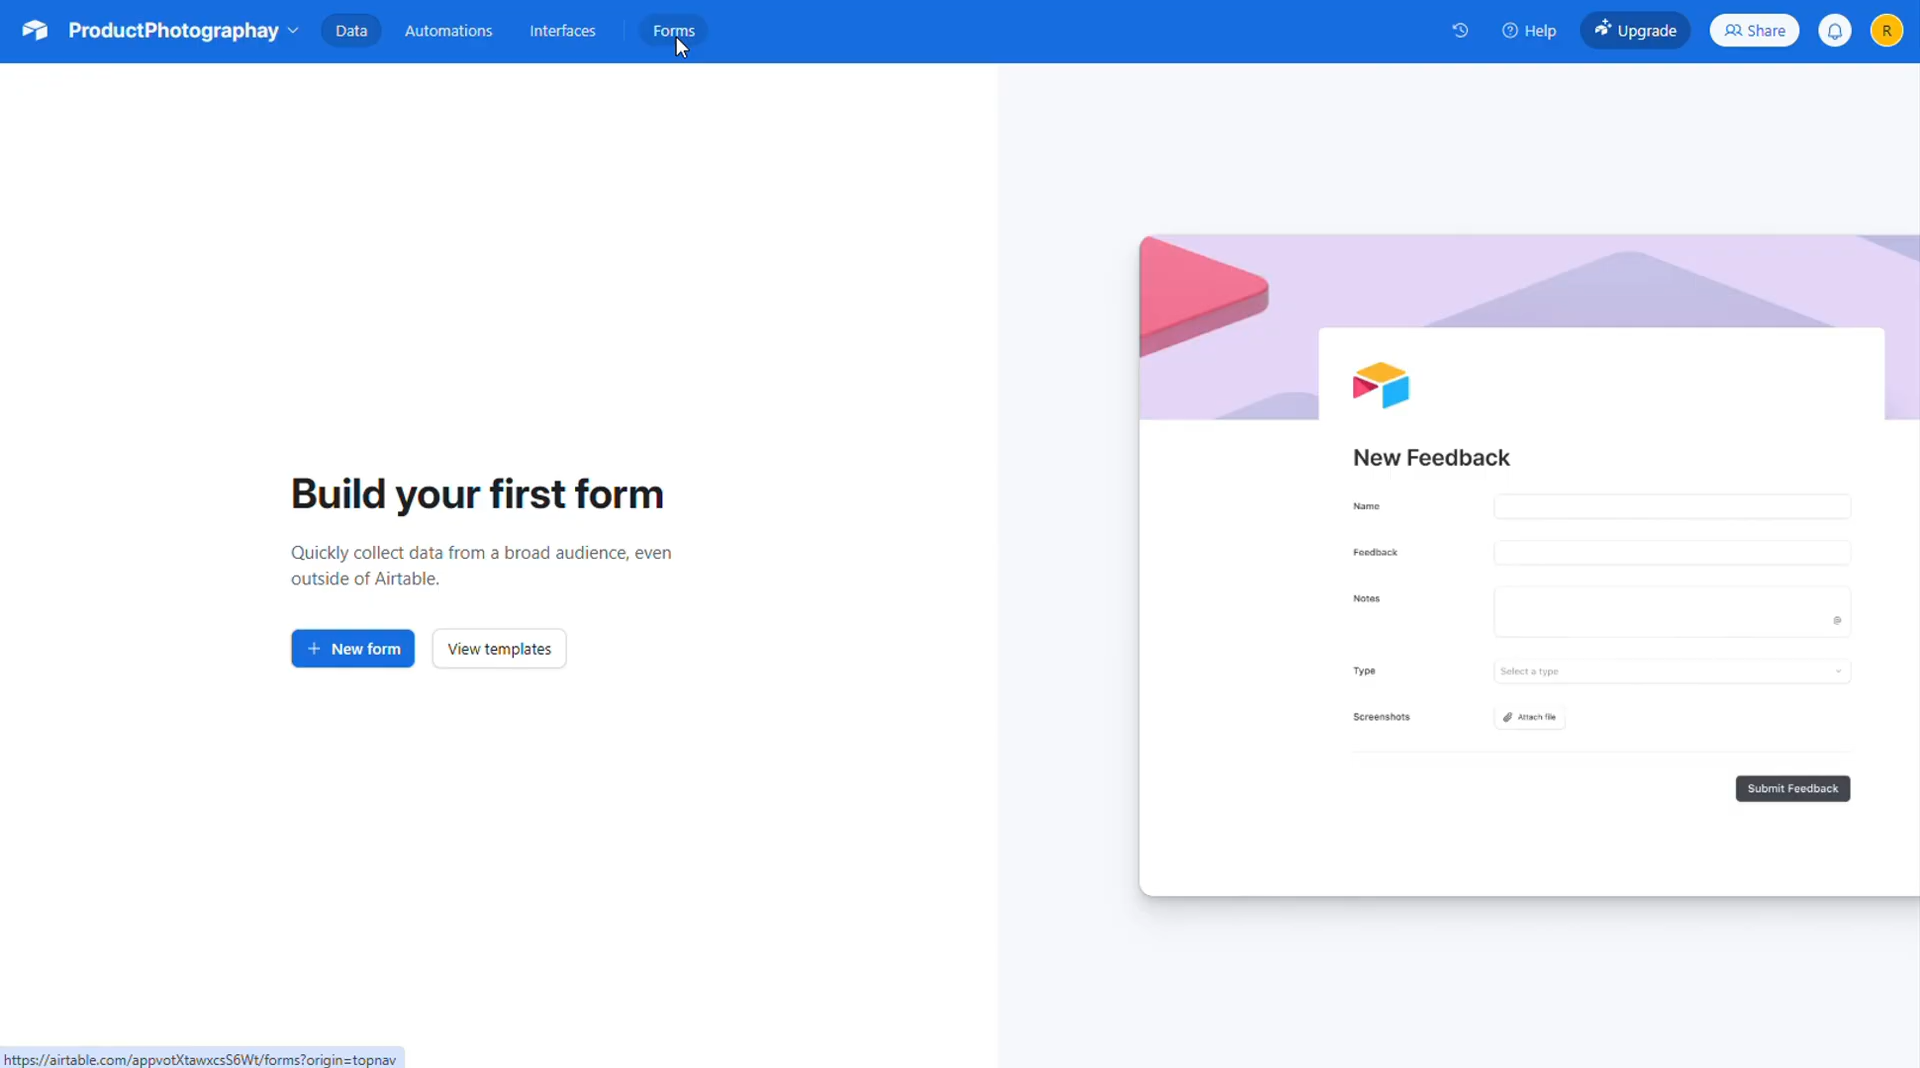 ProductPhotographay
Data
Automations
Interfaces
Forms
Help
Upgrade
Share
R
Build your first form
Quickly collect data from a broad audience, even
outside of Airtable.
+ New form
View templates
New Feedback
Name
Feedback
Notes
@
Type
Select a type
Screenshots
Attach file
Submit Feedback
https://airtable.com/appvotXtawxcsS6Wt/forms?origin=topnav